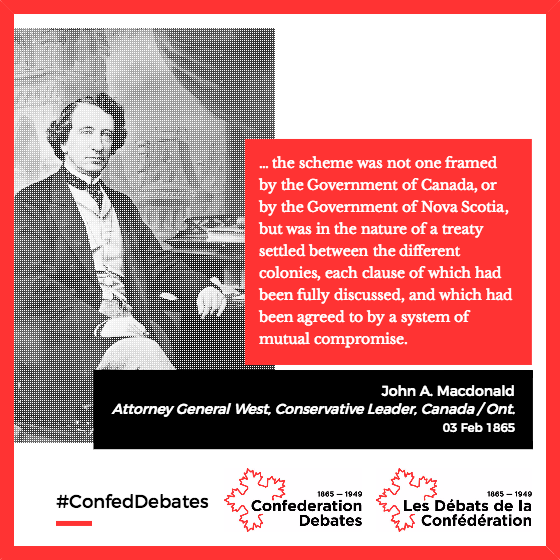 ... the scheme was not one framed
by the Government of Canada, or
by the Government of Nova Scotia,
but was in the nature of a treaty
settled between the different
colonies, each clause of which had
been fully discussed, and which had
been agreed to by a system of
mutual compromise.
John A. Macdonald
Attorney General West, Conservative Leader, Canada / Ont.
03 Feb 1865
#ConfedDebates
1865 — 1949
Confederation
Debates
1865 — 1949
Les Débats de la
Confédération